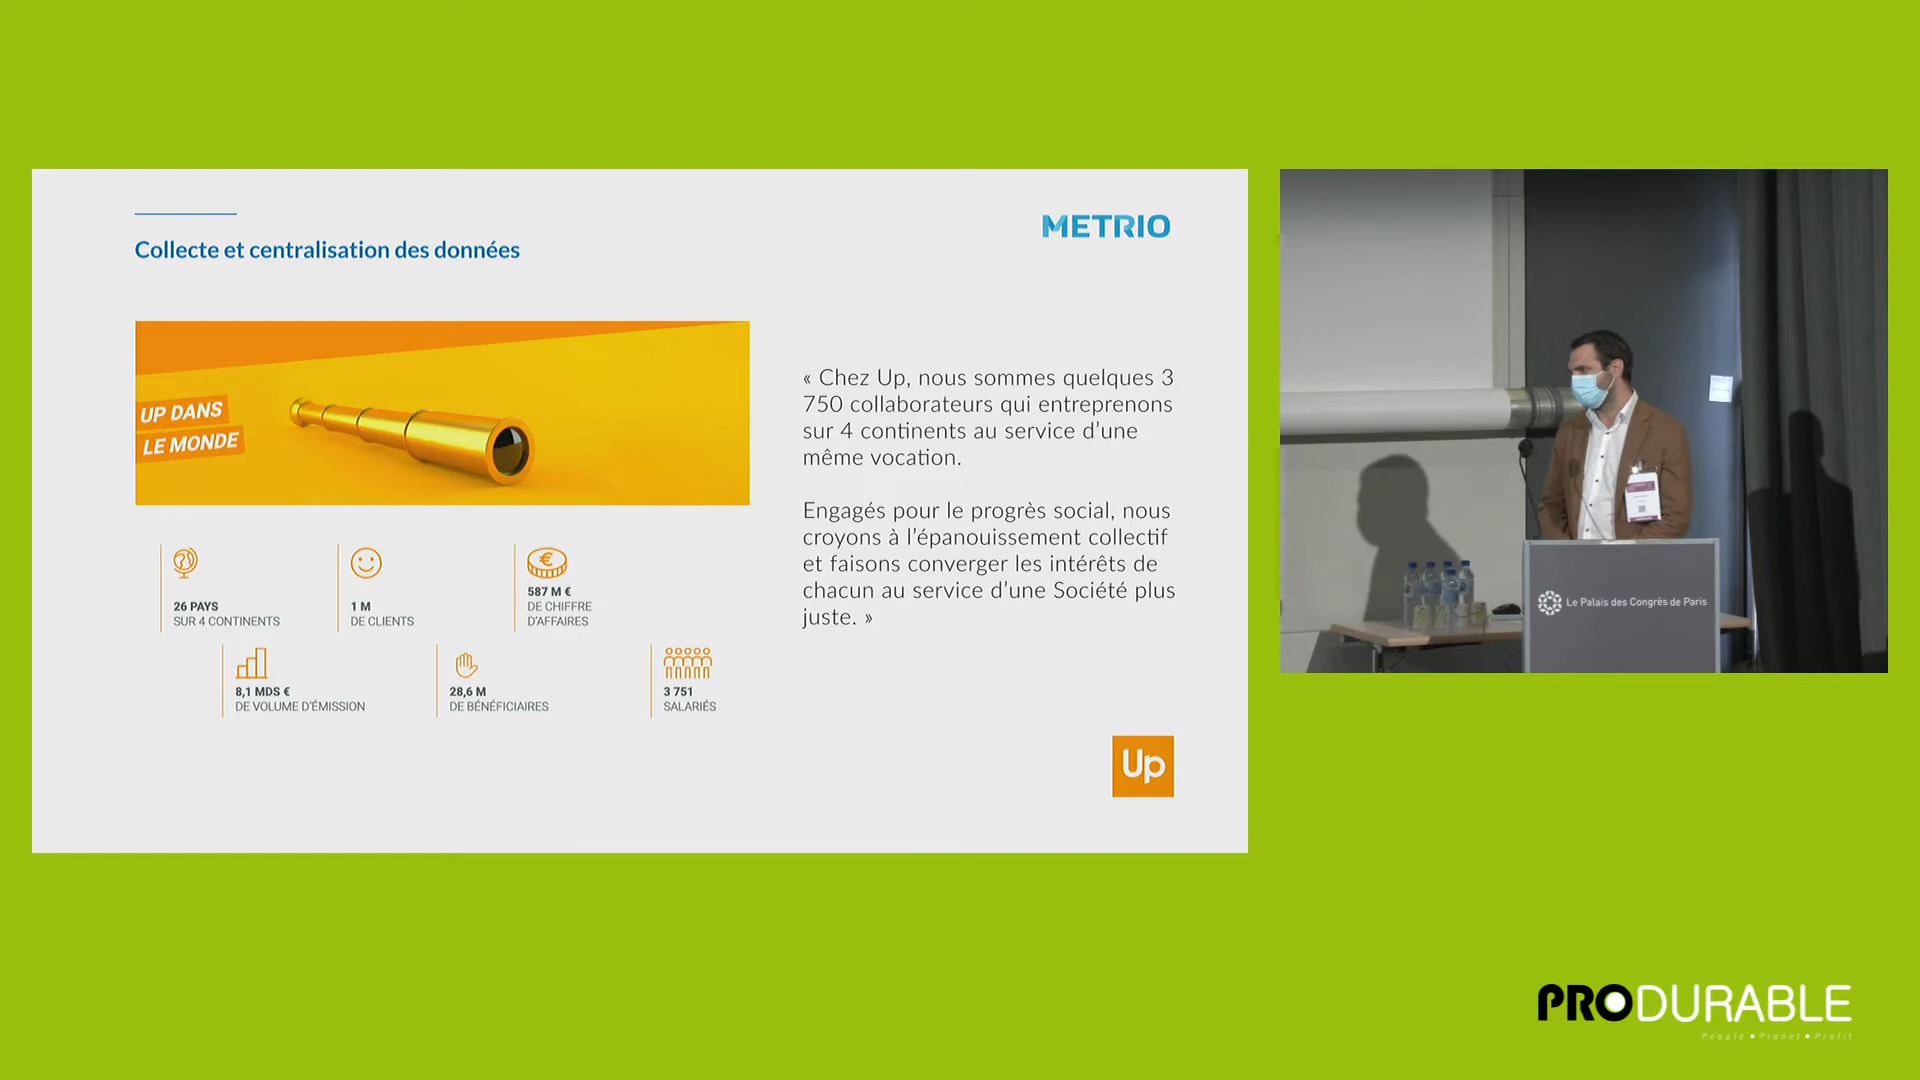 METRIO
Collecte et centralisation des données
UP DANS
LE MONDE
26 PAYS
SUR 4 CONTINENTS
1 M
DE CLIENTS
587 M €
DE CHIFFRE
D’AFFAIRES
8,1 MDS €
DE VOLUME D’ÉMISSION
28,6 M
DE BÉNÉFICIAIRES
3 751
SALARIÉS
« Chez Up, nous sommes quelques 3
750 collaborateurs qui entreprenons
sur 4 continents au service d’une
même vocation.
Engagés pour le progrès social, nous
croyons à l’épanouissement collectif
et faisons converger les intérêts de
chacun au service d’une Société plus
juste. »
Up
Le Palais des Congrès de Paris
PRODURABLE
People • Planet • Profit